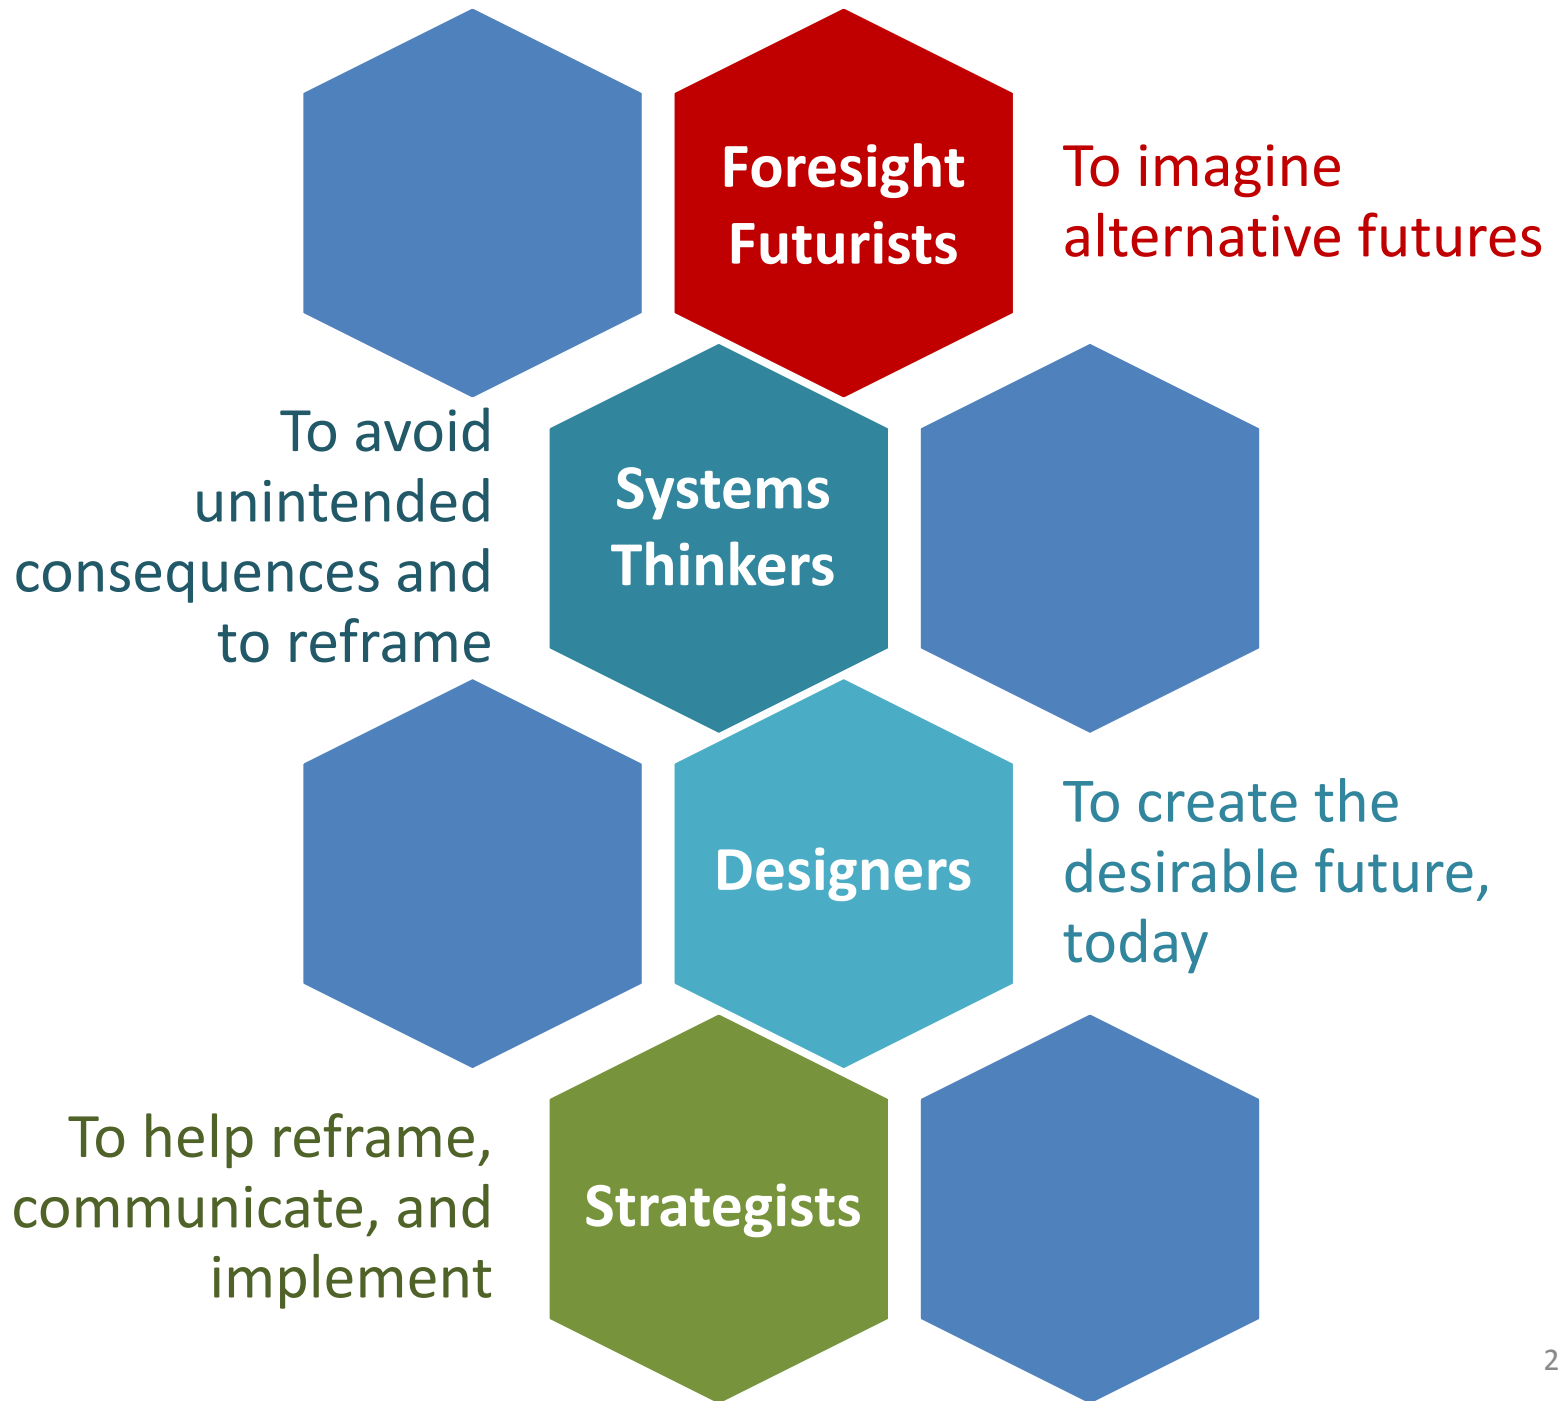 Foresight
Futurists
To imagine
alternative futures
To avoid
unintended
consequences and
to reframe
Systems
Thinkers
Designers
To create the
desirable future,
today
To help reframe,
communicate, and
implement
Strategists
2